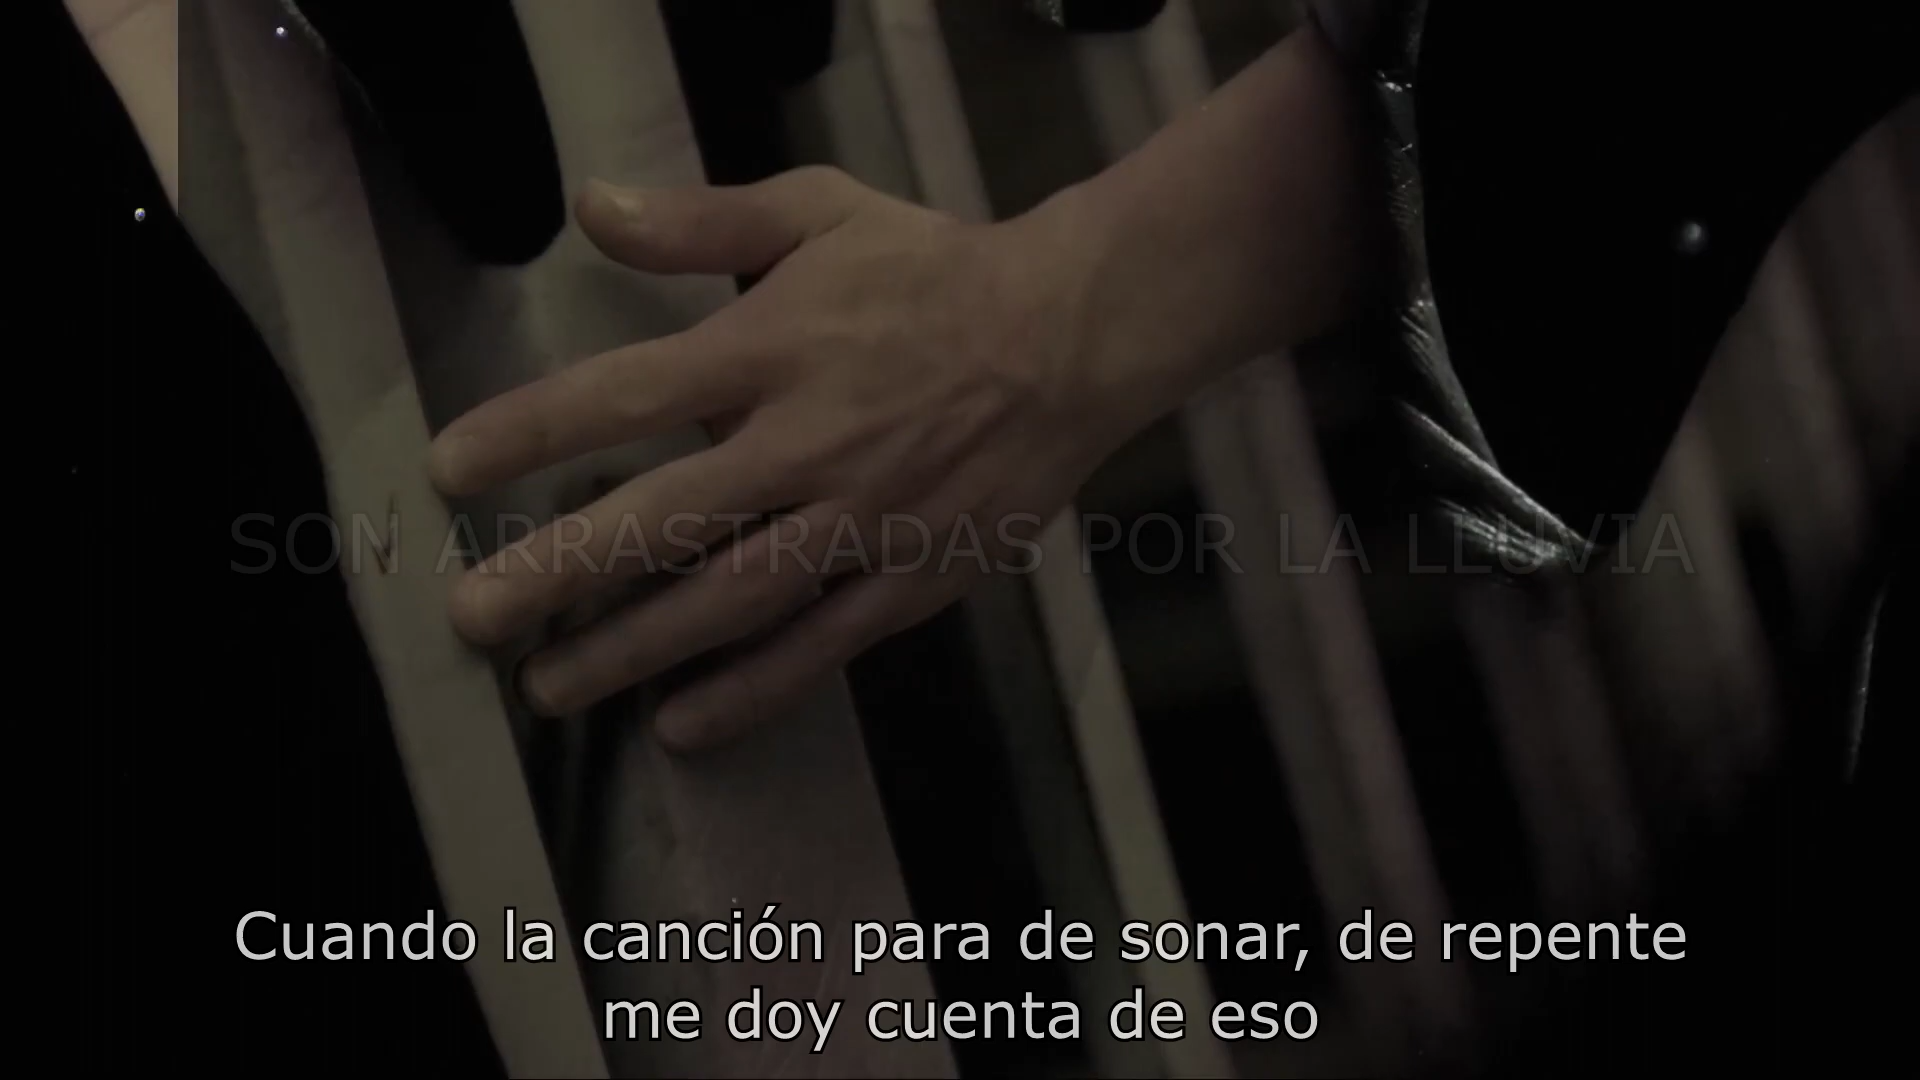 SON ARRASTRADAS POR LA LLUVIA
Cuando la canción para de sonar, de repente
me doy cuenta de eso